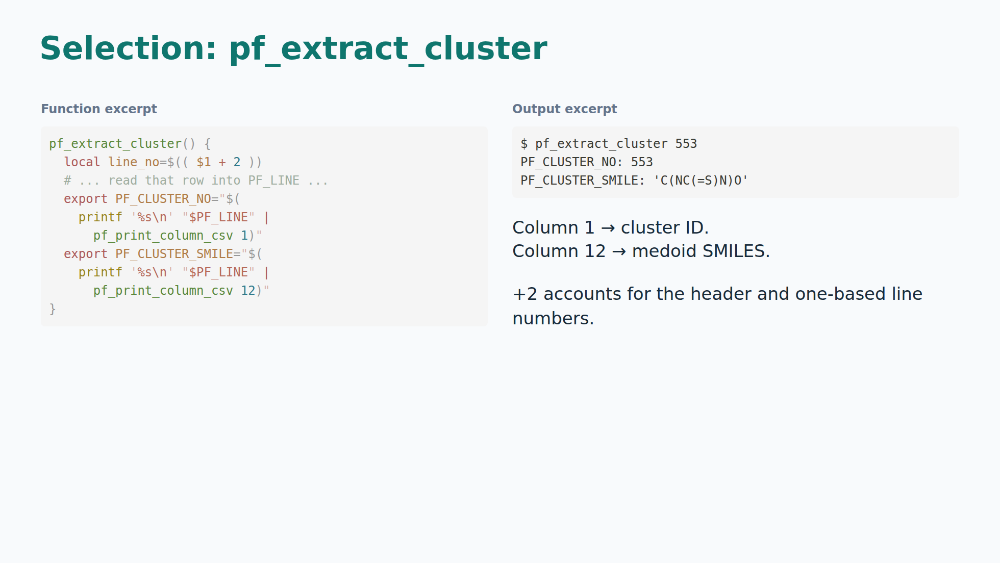 Selection: pf_extract_cluster
Function excerpt
pf_extract_cluster() {
  local line_no=$(( $1 + 2 ))
  # ... read that row into PF_LINE ...
  export PF_CLUSTER_NO="$(
    printf '%s\n' "$PF_LINE" |
      pf_print_column_csv 1)"
  export PF_CLUSTER_SMILE="$(
    printf '%s\n' "$PF_LINE" |
      pf_print_column_csv 12)"
}
Output excerpt
$ pf_extract_cluster 553
PF_CLUSTER_NO: 553
PF_CLUSTER_SMILE: 'C(NC(=S)N)O'
Column 1 → cluster ID.
Column 12 → medoid SMILES.
+2 accounts for the header and one-based line
numbers.